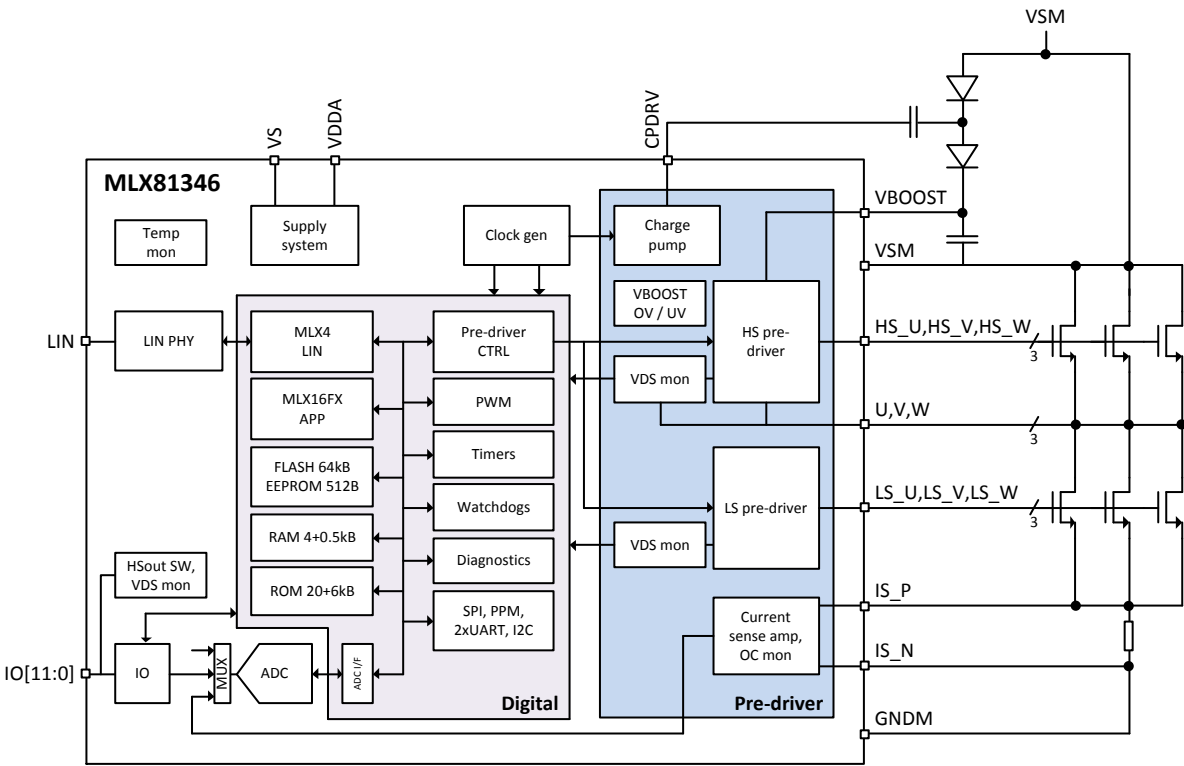 VSM
VS
VDDA
CPDRV
MLX81346
Temp
mon
Supply
system
Clock gen
Charge
pump
VBOOST
VSM
VBOOST
OV / UV
LIN
LIN PHY
MLX4
LIN
Pre-driver
CTRL
HS pre-
driver
HS_U,HS_V,HS_W
3
VDS mon
MLX16FX
APP
PWM
U,V,W
3
Timers
FLASH 64kB
EEPROM 512B
Watchdogs
LS pre-driver
LS_U,LS_V,LS_W
3
RAM 4+0.5kB
VDS mon
Diagnostics
HSout SW,
VDS mon
ROM 20+6kB
SPI, PPM,
2xUART, I2C
Current
sense amp,
OC mon
IS_P
IS_N
IO[11:0]
IO
MUX
ADC
ADC I/F
Digital
Pre-driver
GNDM